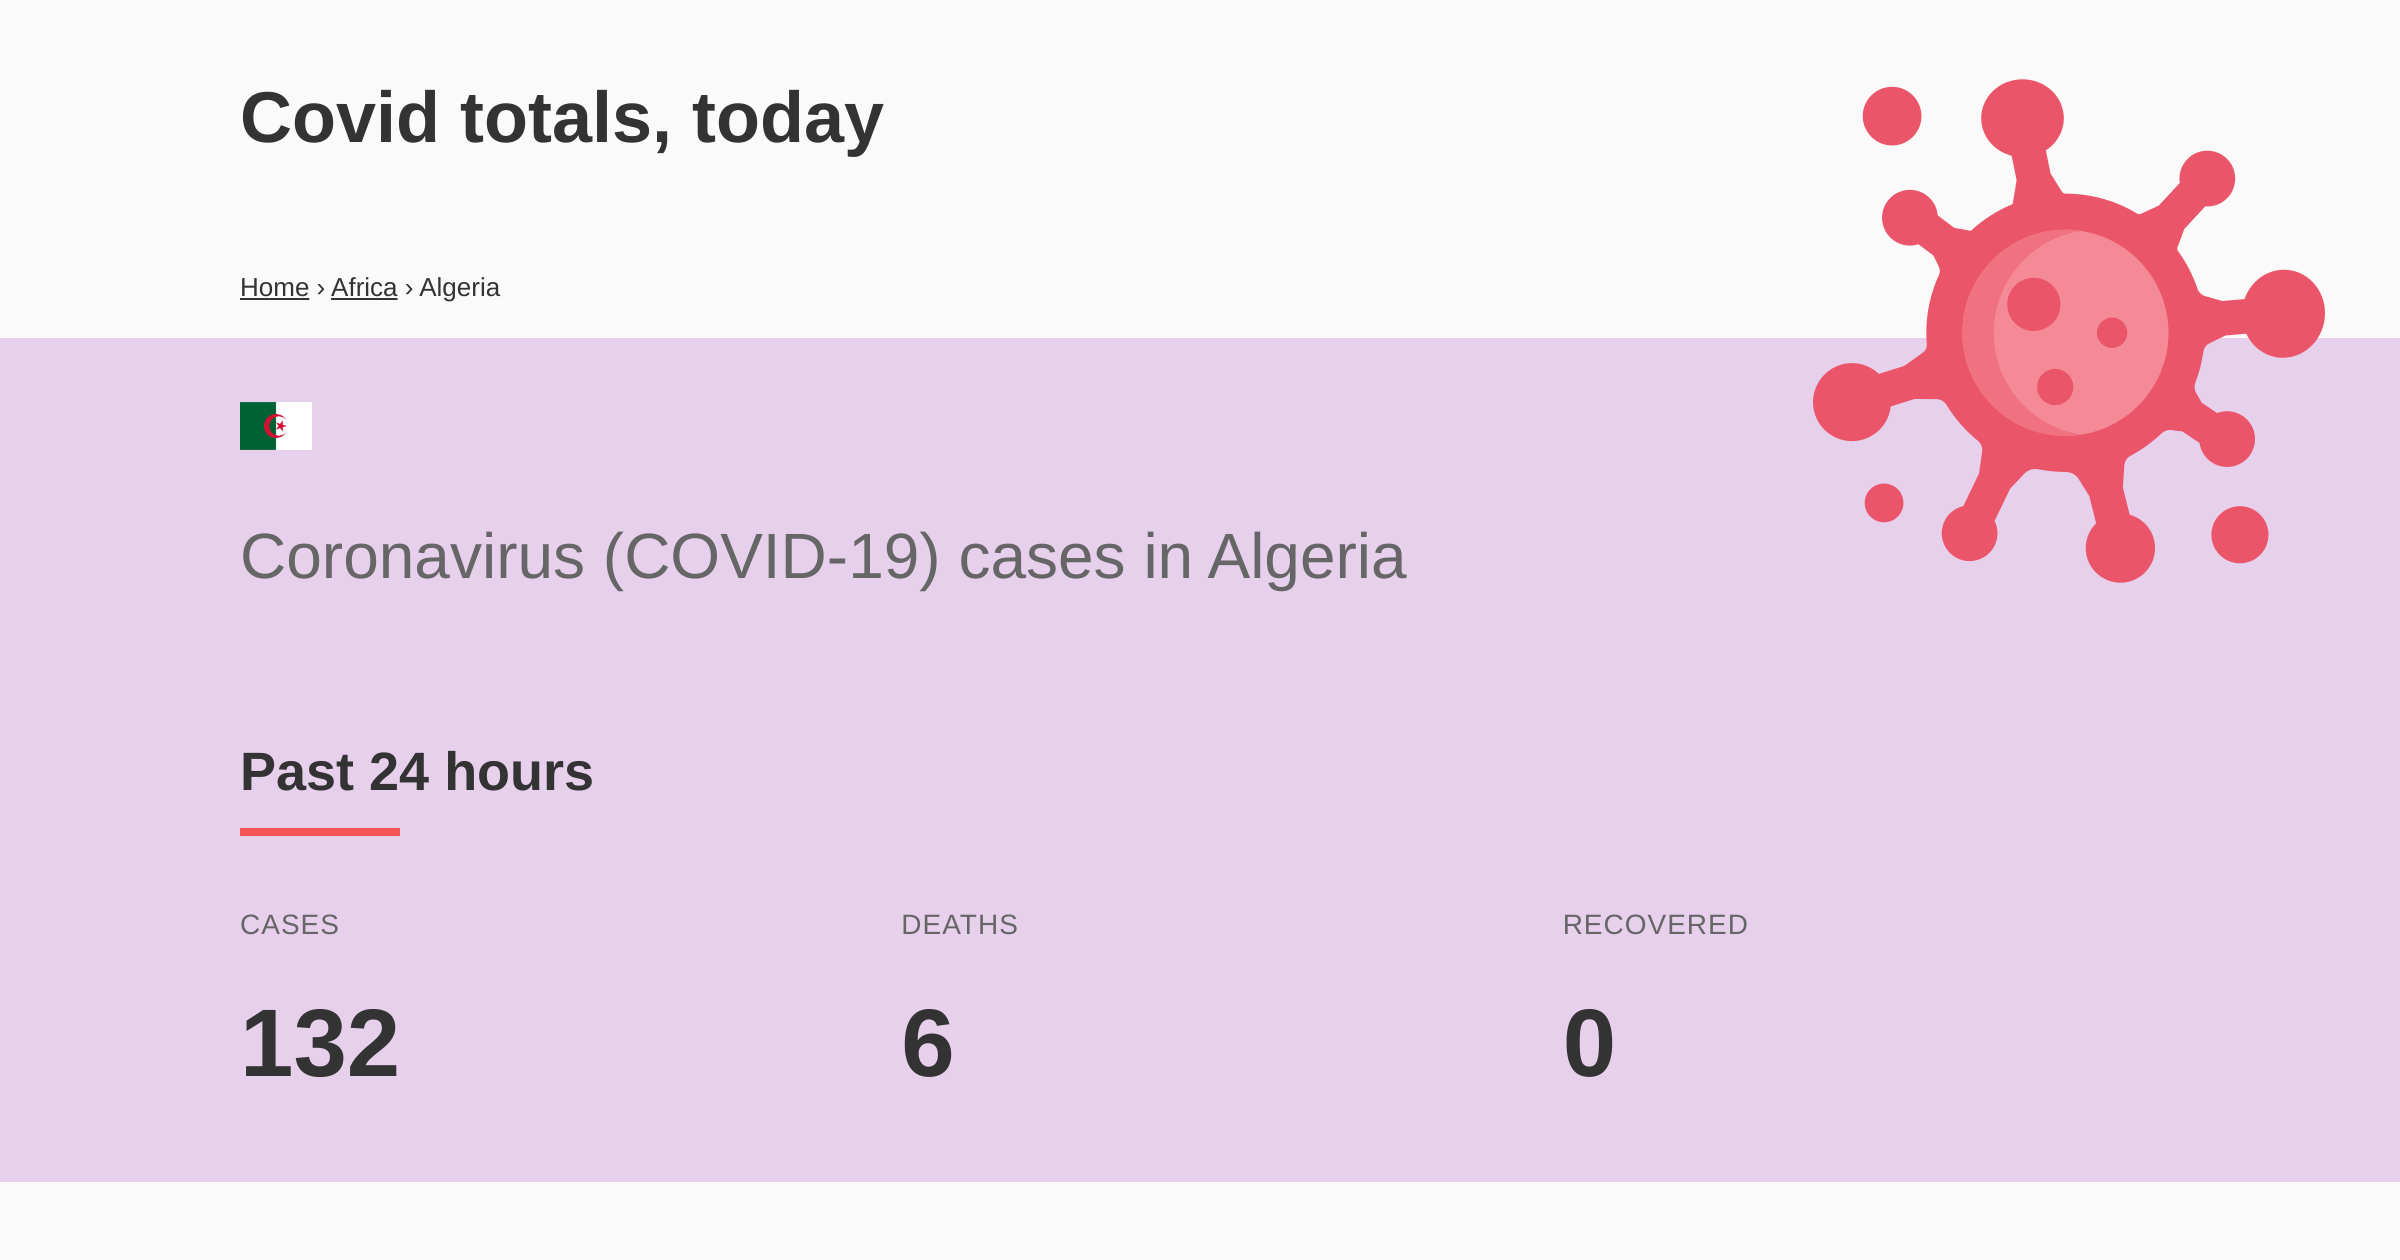 Covid totals, today
Home › Africa › Algeria
Coronavirus (COVID-19) cases in Algeria
Past 24 hours
CASES
DEATHS
RECOVERED
132
6
0